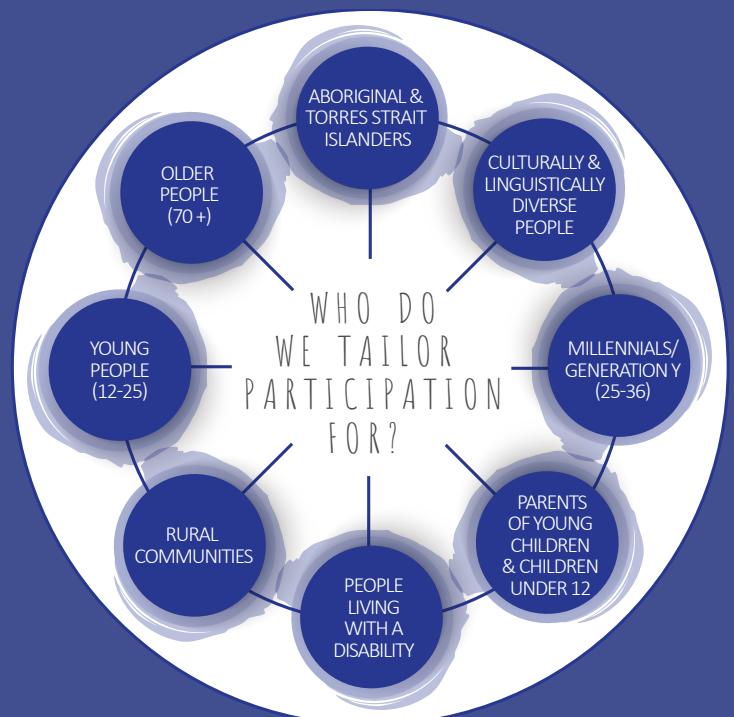 WHO DO
WE TAILOR
PARTICIPATION
FOR?
ABORIGINAL &
TORRES STRAIT
ISLANDERS
CULTURALLY &
LINGUISTICALLY
DIVERSE
PEOPLE
MILLENNIALS/
GENERATION Y
(25-36)
PARENTS
OF YOUNG
CHILDREN
& CHILDREN
UNDER 12
PEOPLE
LIVING
WITH A
DISABILITY
RURAL
COMMUNITIES
YOUNG
PEOPLE
(12-25)
OLDER
PEOPLE
(70 +)